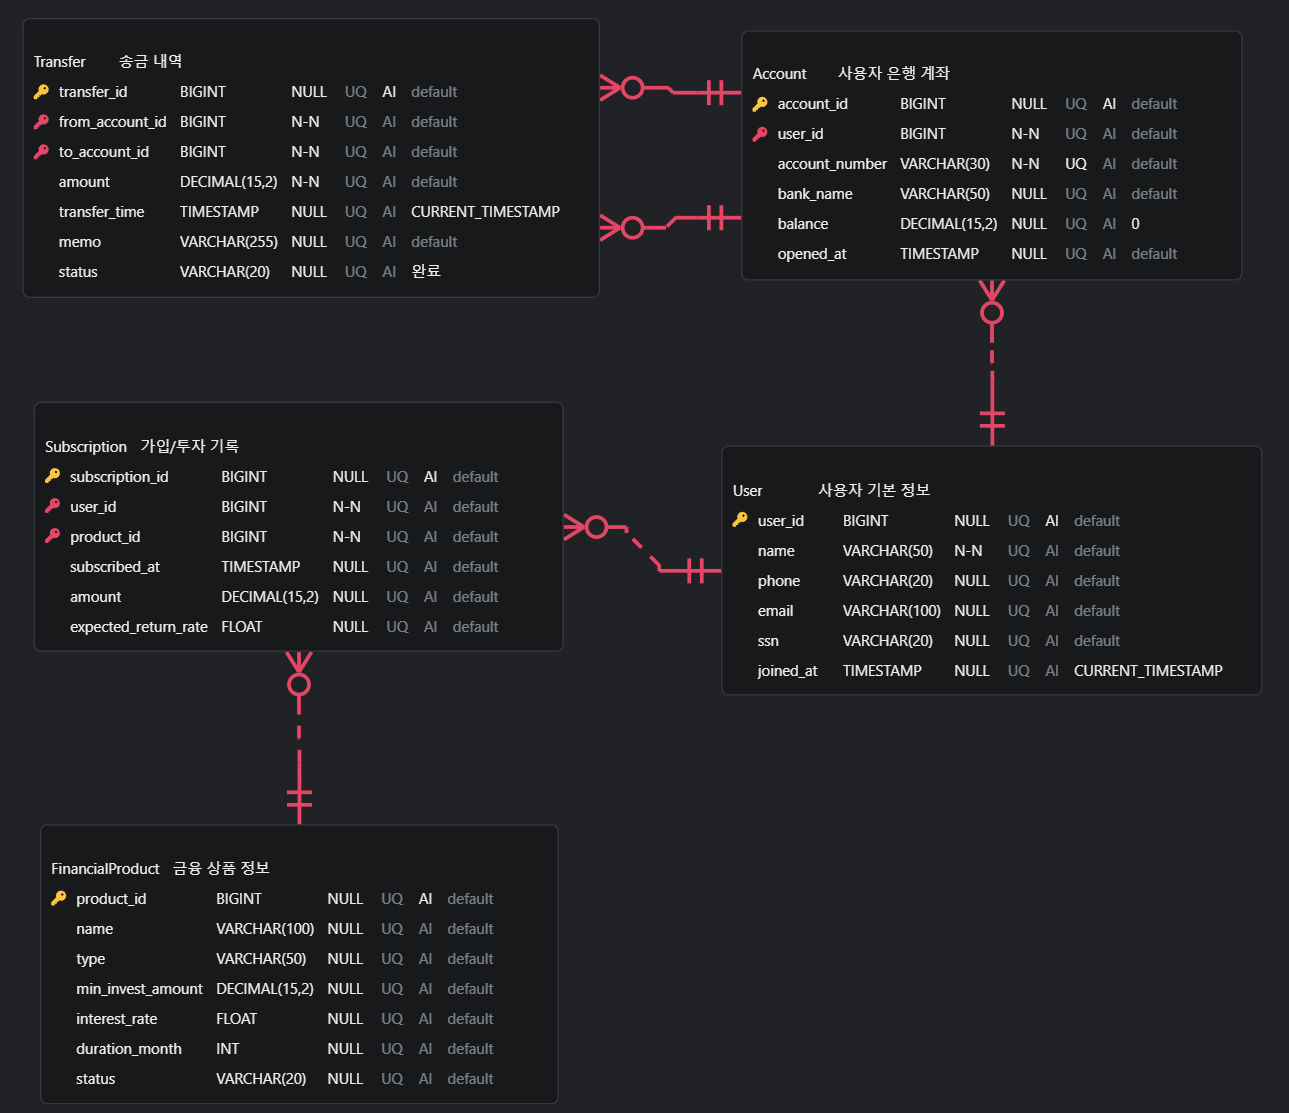 Transfer 송금 내역
transfer_id BIGINT NULL UQ AI default
from_account_id BIGINT N-N UQ AI default
to_account_id BIGINT N-N UQ AI default
amount DECIMAL(15,2) N-N UQ AI default
transfer_time TIMESTAMP NULL UQ AI CURRENT_TIMESTAMP
memo VARCHAR(255) NULL UQ AI default
status VARCHAR(20) NULL UQ AI 완료
Account 사용자 은행 계좌
account_id BIGINT NULL UQ AI default
user_id BIGINT N-N UQ AI default
account_number VARCHAR(30) N-N UQ AI default
bank_name VARCHAR(50) NULL UQ AI default
balance DECIMAL(15,2) NULL UQ AI 0
opened_at TIMESTAMP NULL UQ AI default
Subscription 가입/투자 기록
subscription_id BIGINT NULL UQ AI default
user_id BIGINT N-N UQ AI default
product_id BIGINT N-N UQ AI default
subscribed_at TIMESTAMP NULL UQ AI default
amount DECIMAL(15,2) NULL UQ AI default
expected_return_rate FLOAT NULL UQ AI default
User 사용자 기본 정보
user_id BIGINT NULL UQ AI default
name VARCHAR(50) N-N UQ AI default
phone VARCHAR(20) NULL UQ AI default
email VARCHAR(100) NULL UQ AI default
ssn VARCHAR(20) NULL UQ AI default
joined_at TIMESTAMP NULL UQ AI CURRENT_TIMESTAMP
FinancialProduct 금융 상품 정보
product_id BIGINT NULL UQ AI default
name VARCHAR(100) NULL UQ AI default
type VARCHAR(50) NULL UQ AI default
min_invest_amount DECIMAL(15,2) NULL UQ AI default
interest_rate FLOAT NULL UQ AI default
duration_month INT NULL UQ AI default
status VARCHAR(20) NULL UQ AI default